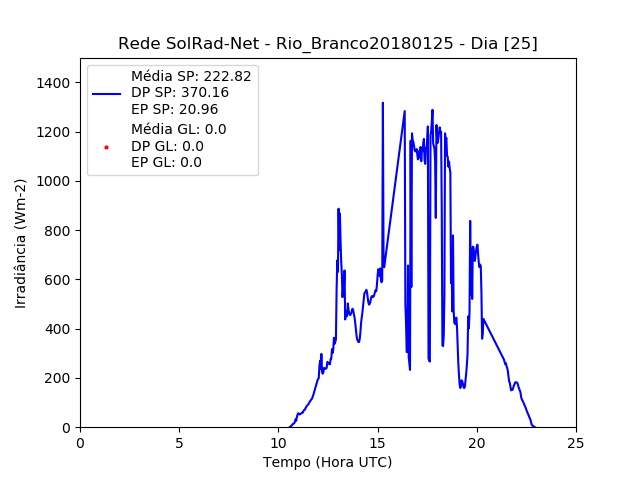 Rede SolRad-Net - Rio_Branco20180125 - Dia [25]
Média SP: 222.82
DP SP: 370.16
EP SP: 20.96
Média GL: 0.0
DP GL: 0.0
EP GL: 0.0
1400
1200
1000
800
600
400
200
0
Irradiância (Wm-2)
0 5 10 15 20 25
Tempo (Hora UTC)